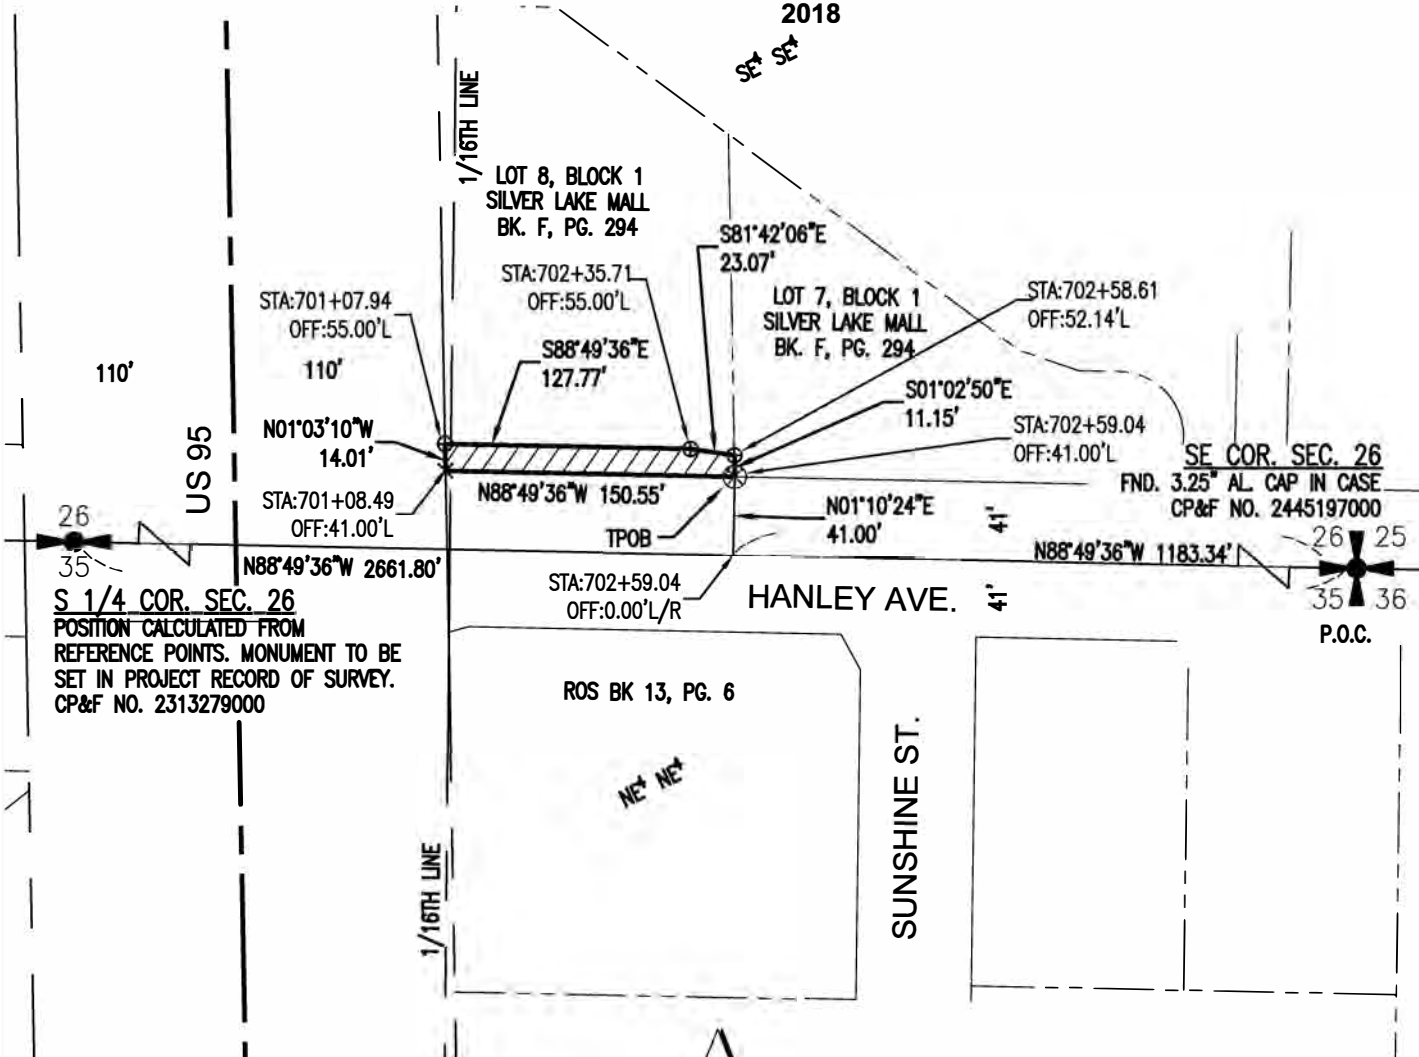 2018
SE⁴ SE⁴
1/16TH LINE
LOT 8, BLOCK 1
SILVER LAKE MALL
BK. F, PG. 294
S81°42'06"E
23.07'
STA:702+35.71
OFF:55.00'L
STA:701+07.94
OFF:55.00'L
LOT 7, BLOCK 1
SILVER LAKE MALL
BK. F, PG. 294
STA:702+58.61
OFF:52.14'L
110'
110'
S88°49'36"E
127.77'
S01°02'50"E
11.15'
US 95
N01°03'10"W
14.01'
STA:702+59.04
OFF:41.00'L
SE COR. SEC. 26
FND. 3.25" AL. CAP IN CASE
CP&F NO. 2445197000
STA:701+08.49
OFF:41.00'L
N88°49'36"W 150.55'
TPOB
N01°10'24"E
41.00'
41'
26
35
N88°49'36"W 2661.80'
N88°49'36"W 1183.34'
26 25
35 36
P.O.C.
S 1/4 COR. SEC. 26
POSITION CALCULATED FROM
REFERENCE POINTS. MONUMENT TO BE
SET IN PROJECT RECORD OF SURVEY.
CP&F NO. 2313279000
STA:702+59.04
OFF:0.00'L/R
HANLEY AVE.
41'
ROS BK 13, PG. 6
NE⁴ NE⁴
SUNSHINE ST.
1/16TH LINE